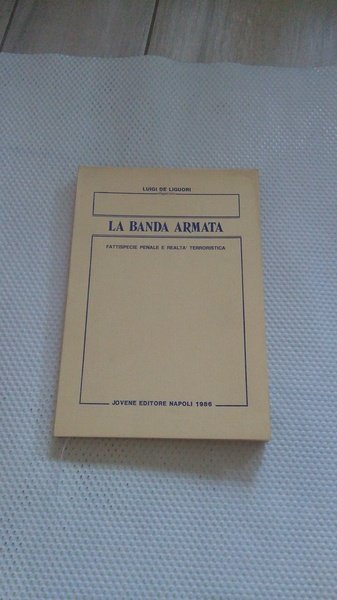 LUIGI DE LIGUORI
LA BANDA ARMATA
FATTISPECIE PENALE E REALTA' TERRORISTICA
JOVENE EDITORE NAPOLI 1986